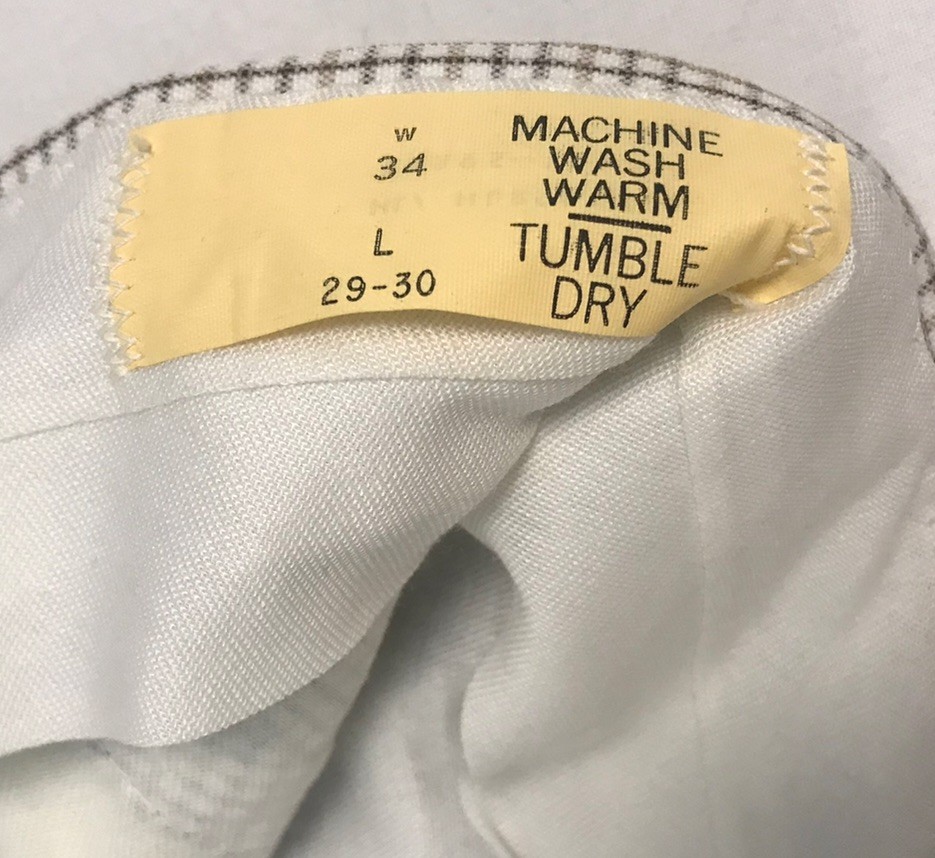 W
34
L
29-30
MACHINE
WASH
WARM
TUMBLE
DRY